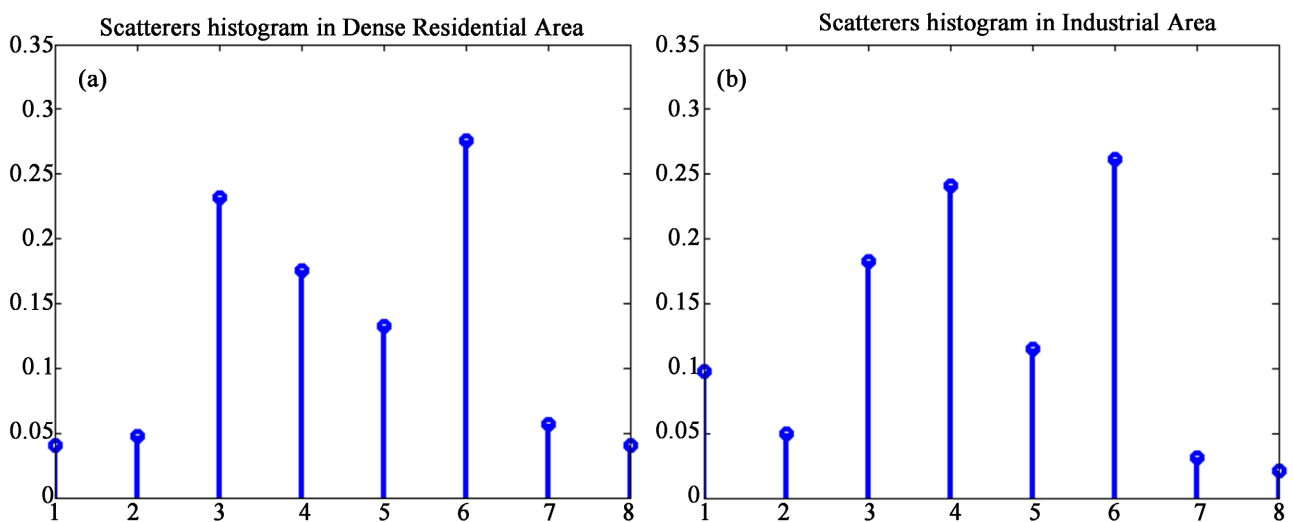 Scatterers histogram in Dense Residential Area
(a)
0.35
0.3
0.25
0.2
0.15
0.1
0.05
0
1 2 3 4 5 6 7 8
Scatterers histogram in Industrial Area
(b)
0.35
0.3
0.25
0.2
0.15
0.1
0.05
0
1 2 3 4 5 6 7 8